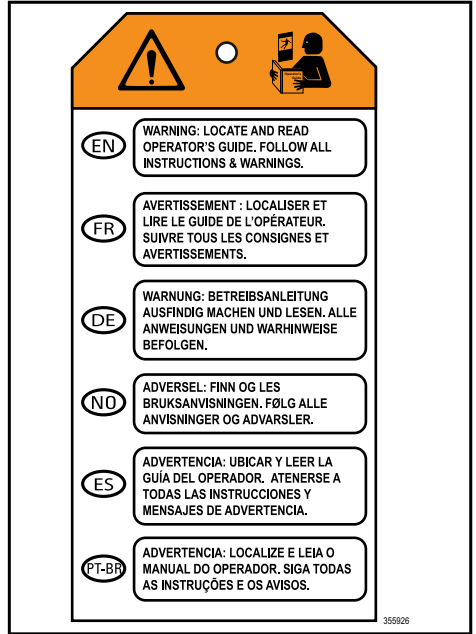 Operator's
Guide
EN
WARNING: LOCATE AND READ
OPERATOR'S GUIDE. FOLLOW ALL
INSTRUCTIONS & WARNINGS.
FR
AVERTISSEMENT : LOCALISER ET
LIRE LE GUIDE DE L'OPÉRATEUR.
SUIVRE TOUS LES CONSIGNES ET
AVERTISSEMENTS.
DE
WARNUNG: BETREIBSANLEITUNG
AUSFINDIG MACHEN UND LESEN. ALLE
ANWEISUNGEN UND WARHINWEISE
BEFOLGEN.
NO
ADVERSEL: FINN OG LES
BRUKSANVISNINGEN. FØLG ALLE
ANVISNINGER OG ADVARSLER.
ES
ADVERTENCIA: UBICAR Y LEER LA
GUÍA DEL OPERADOR. ATENERSE A
TODAS LAS INSTRUCCIONES Y
MENSAJES DE ADVERTENCIA.
PT-BR
ADVERTENCIA: LOCALIZE E LEIA O
MANUAL DO OPERADOR. SIGA TODAS
AS INSTRUÇÕES E OS AVISOS.
355926